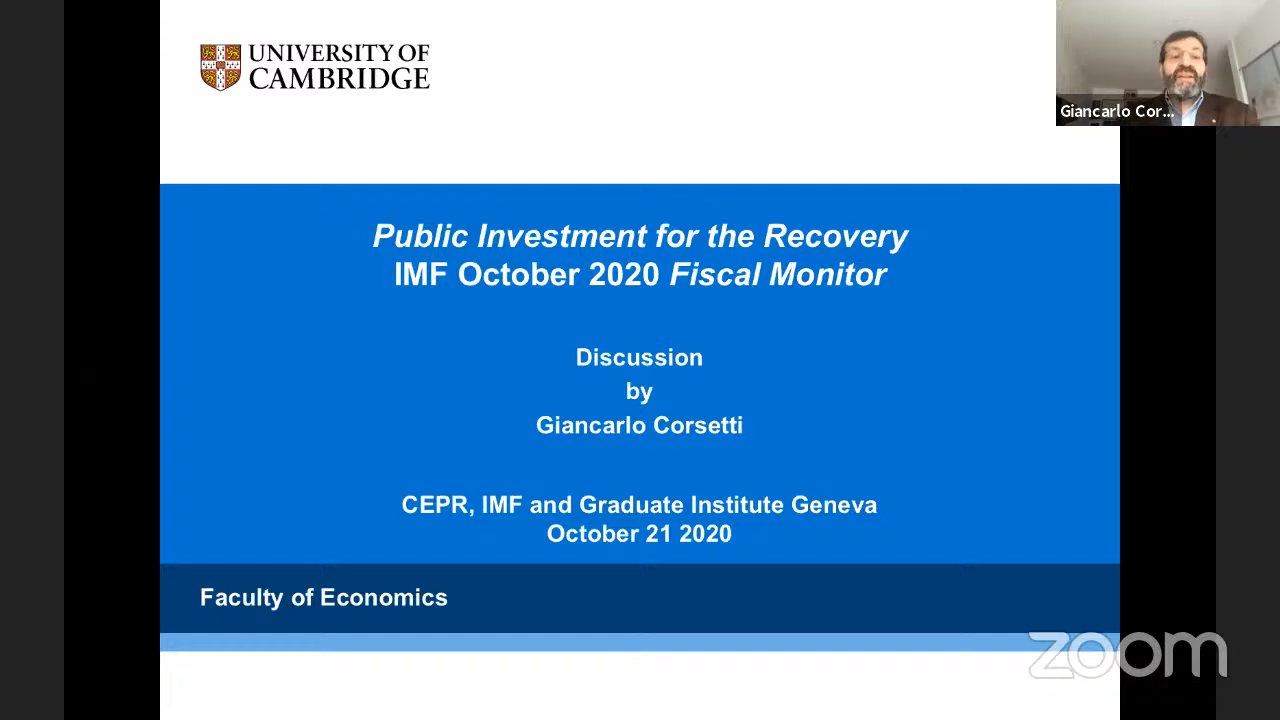 UNIVERSITY OF
CAMBRIDGE
Giancarlo Cor...
Public Investment for the Recovery
IMF October 2020 Fiscal Monitor
Discussion
by
Giancarlo Corsetti
CEPR, IMF and Graduate Institute Geneva
October 21 2020
Faculty of Economics
zoom